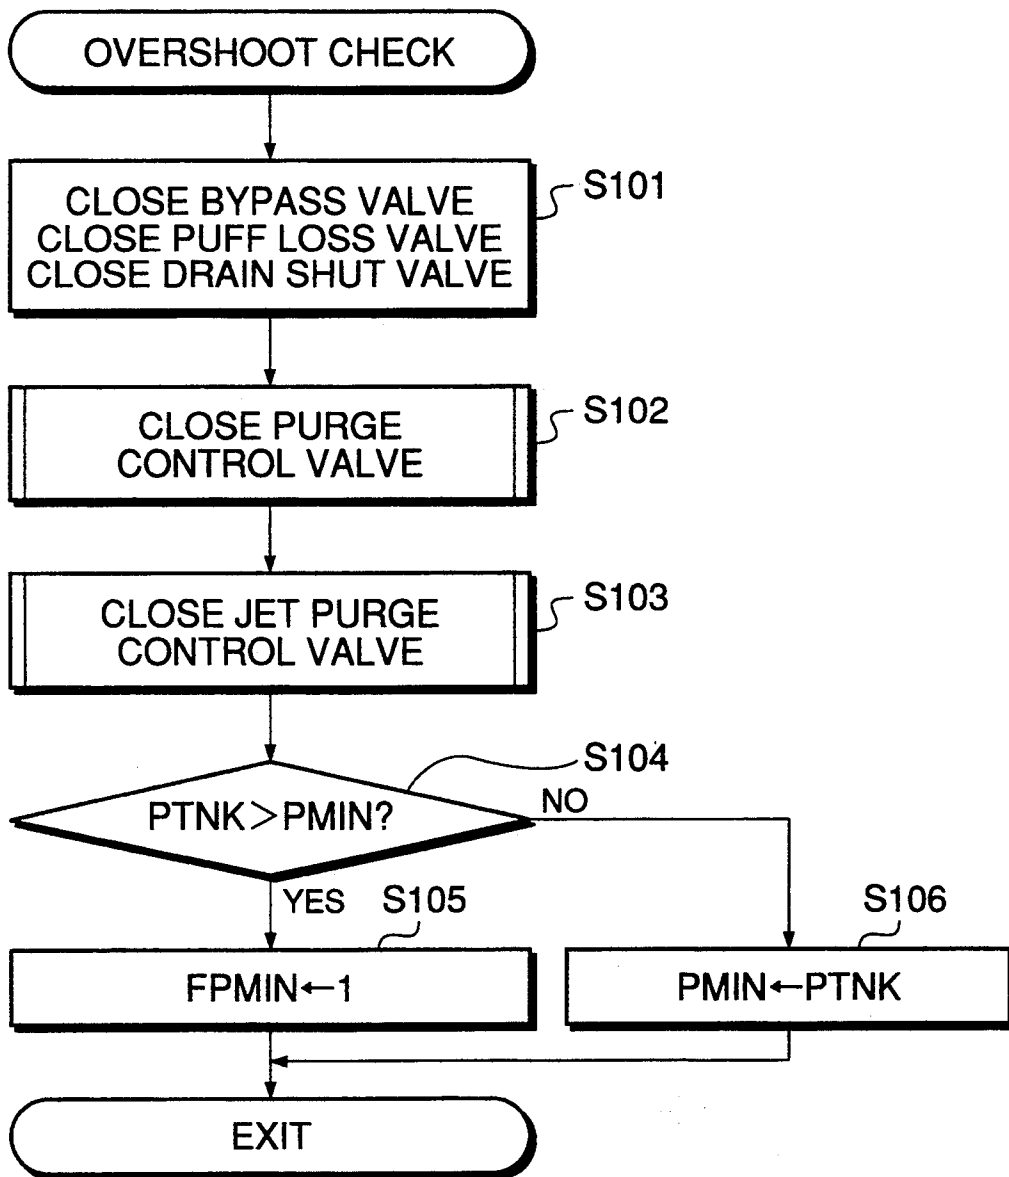 OVERSHOOT CHECK
S101
CLOSE BYPASS VALVE
CLOSE PUFF LOSS VALVE
CLOSE DRAIN SHUT VALVE
S102
CLOSE PURGE
CONTROL VALVE
S103
CLOSE JET PURGE
CONTROL VALVE
S104
PTNK>PMIN?
NO
YES
S105
FPMIN←1
S106
PMIN←PTNK
EXIT